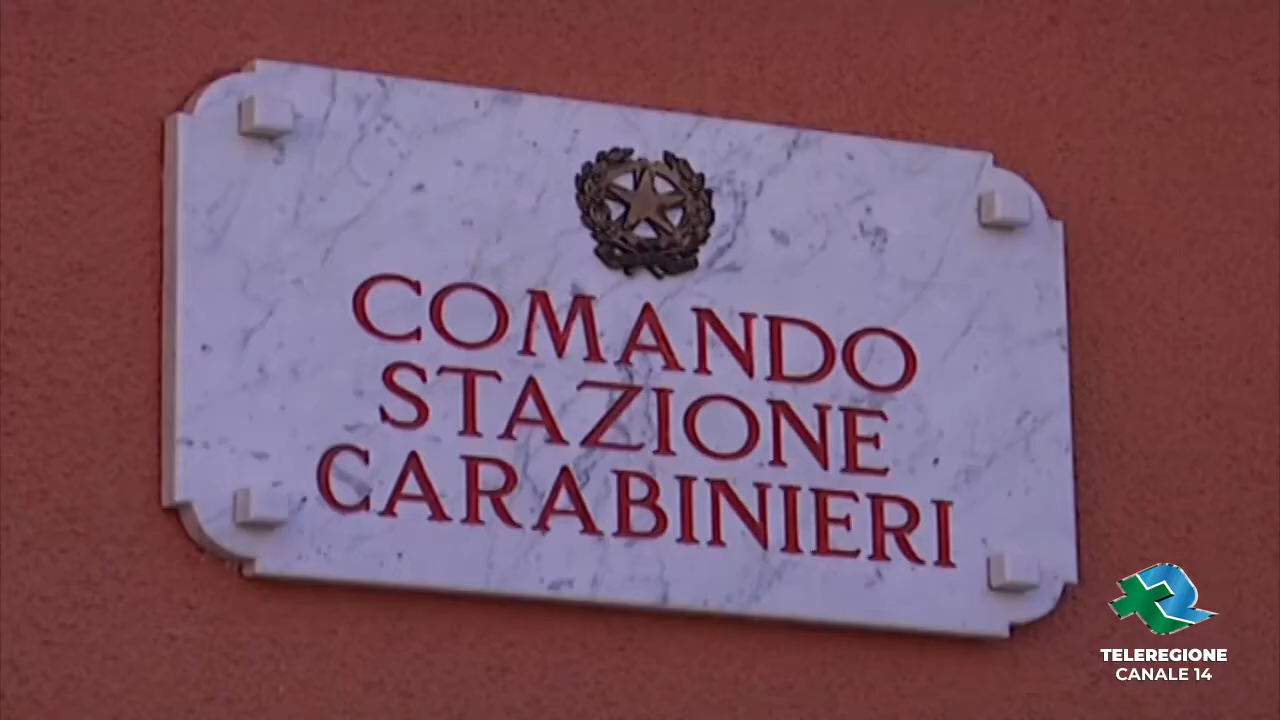 COMANDO
STAZIONE
CARABINIERI
TELEREGIONE
CANALE 14